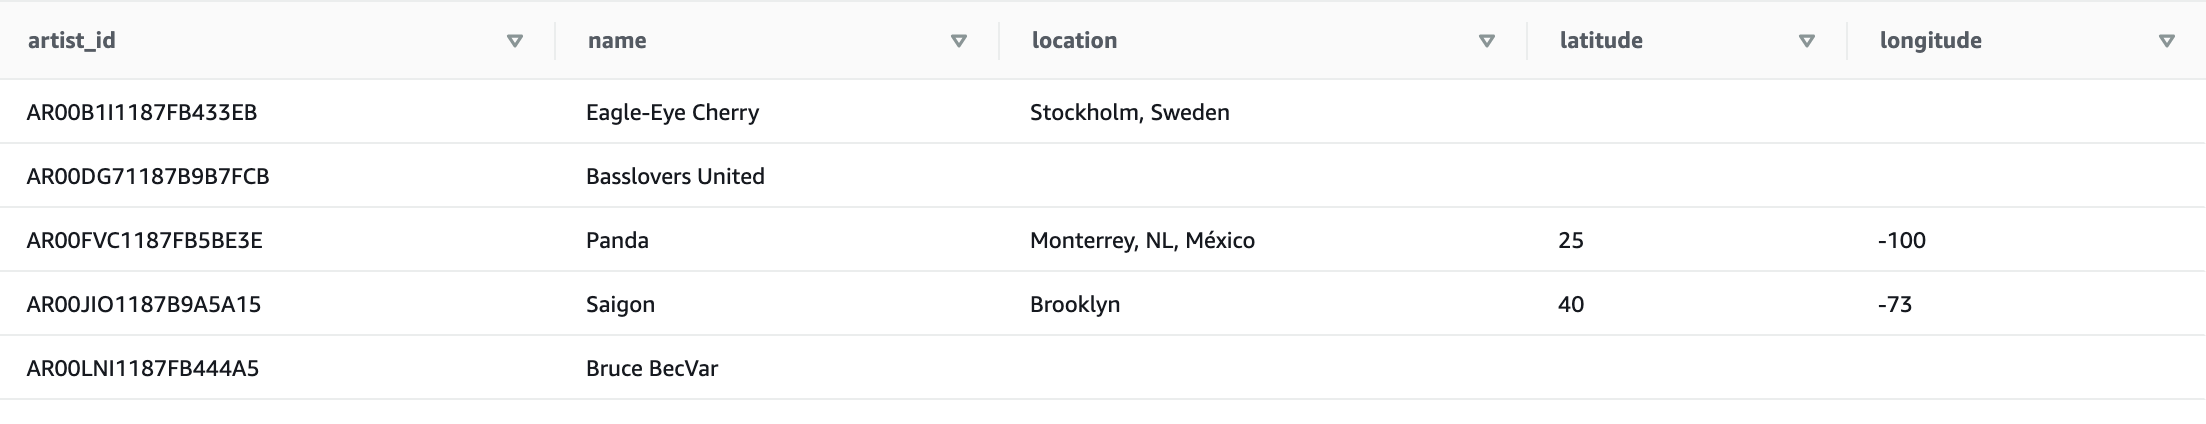 artist_id name location latitude longitude
AR00B1I1187FB433EB Eagle-Eye Cherry Stockholm, Sweden
AR00DG71187B9B7FCB Basslovers United
AR00FVC1187FB5BE3E Panda Monterrey, NL, México 25 -100
AR00JIO1187B9A5A15 Saigon Brooklyn 40 -73
AR00LNI1187FB444A5 Bruce BecVar